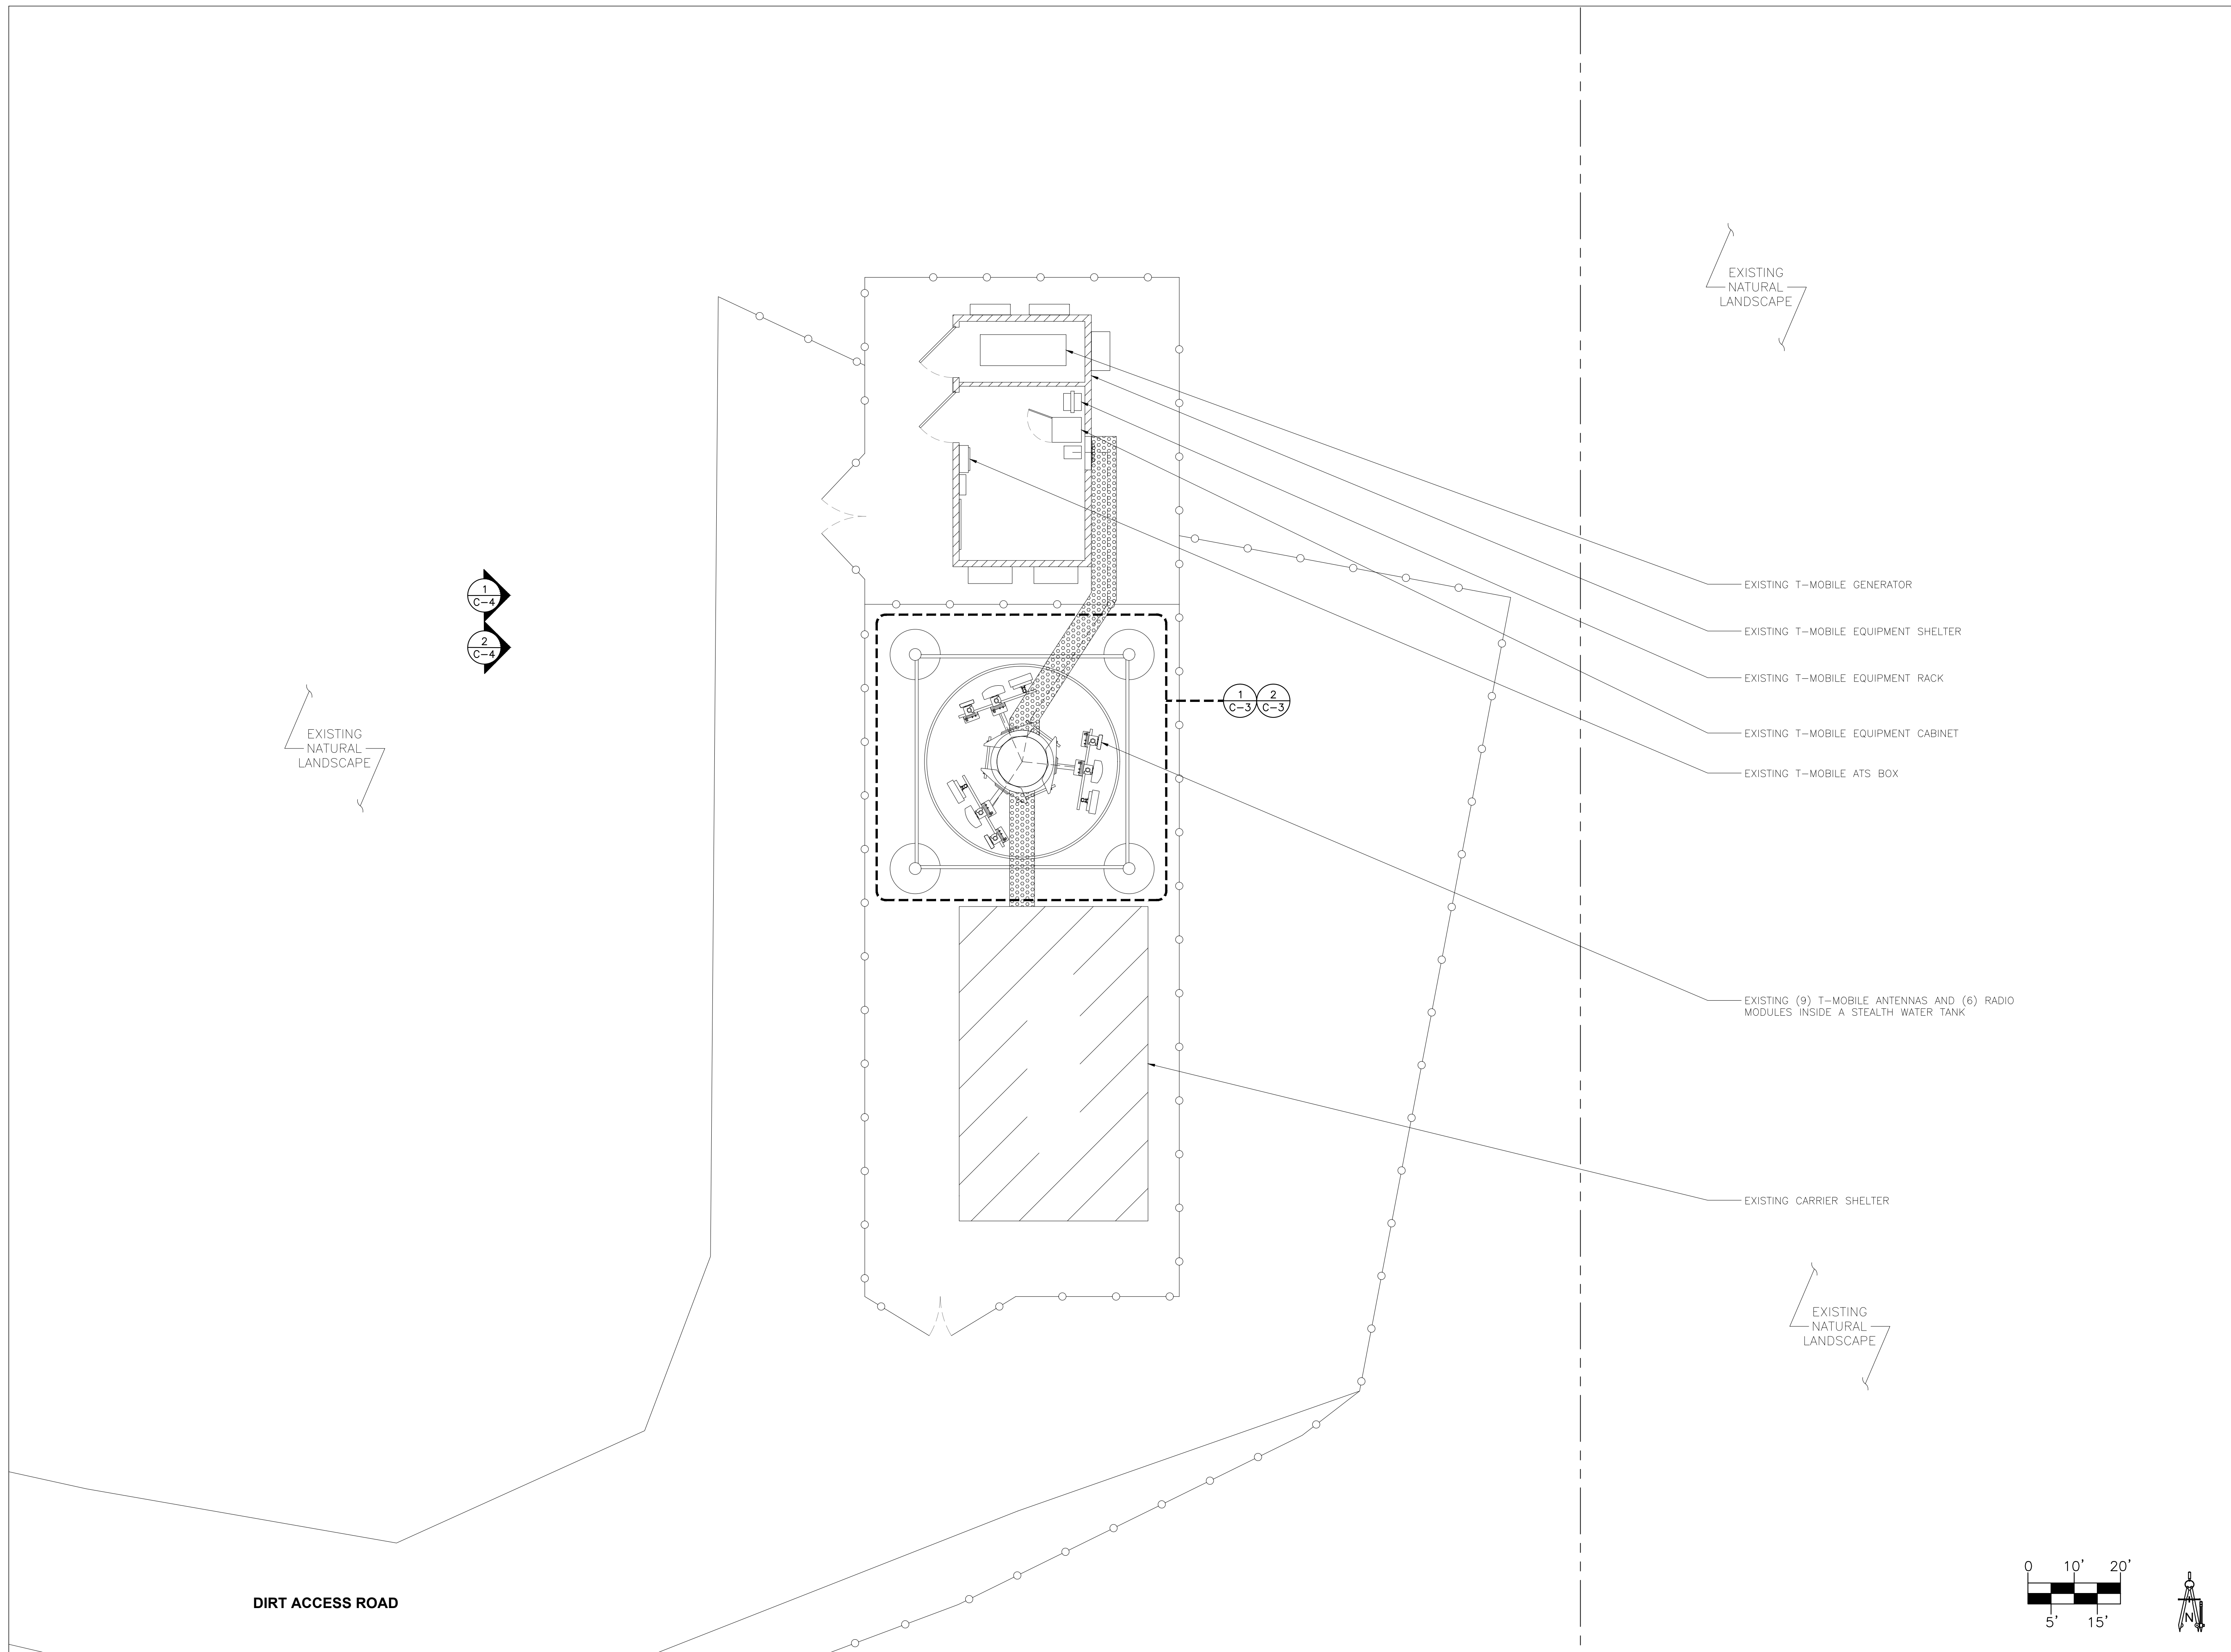 EXISTING
NATURAL
LANDSCAPE
EXISTING T-MOBILE GENERATOR
1
C-4
EXISTING T-MOBILE EQUIPMENT SHELTER
2
C-4
EXISTING T-MOBILE EQUIPMENT RACK
1
C-3
2
C-3
EXISTING
NATURAL
LANDSCAPE
EXISTING T-MOBILE EQUIPMENT CABINET
EXISTING T-MOBILE ATS BOX
EXISTING (9) T-MOBILE ANTENNAS AND (6) RADIO
MODULES INSIDE A STEALTH WATER TANK
EXISTING CARRIER SHELTER
EXISTING
NATURAL
LANDSCAPE
DIRT ACCESS ROAD
0 10' 20'
5' 15'
N